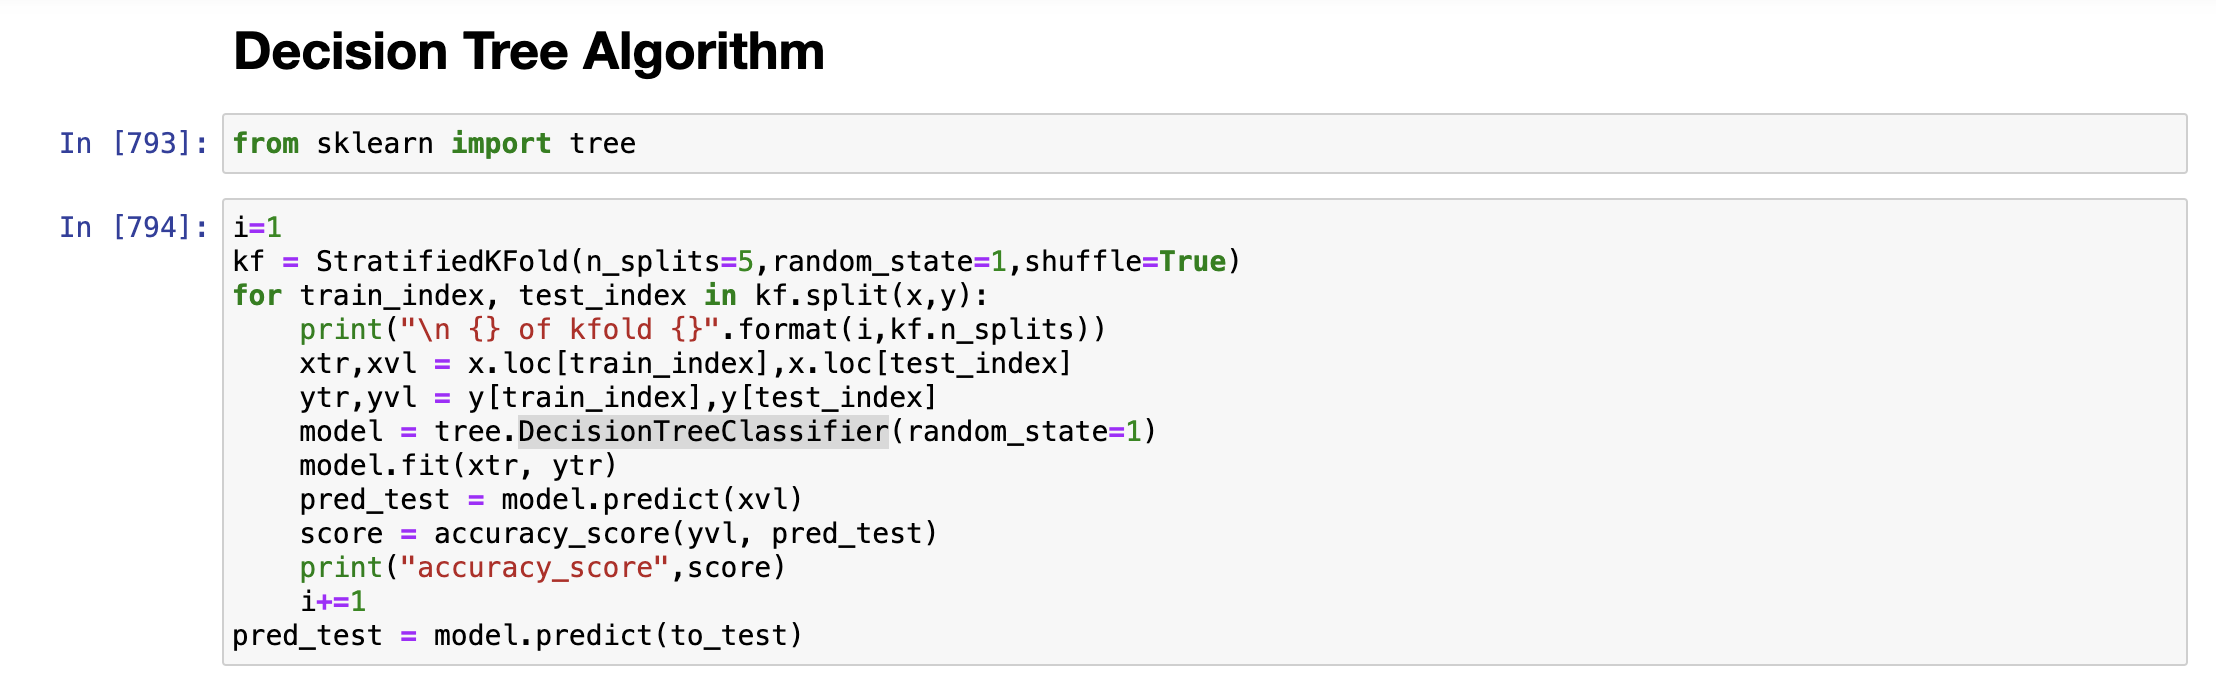 Decision Tree Algorithm
In [793]: from sklearn import tree
In [794]: i=1
kf = StratifiedKFold(n_splits=5,random_state=1,shuffle=True)
for train_index, test_index in kf.split(x,y):
    print("\n {} of kfold {}".format(i,kf.n_splits))
    xtr,xvl = x.loc[train_index],x.loc[test_index]
    ytr,yvl = y[train_index],y[test_index]
    model = tree.DecisionTreeClassifier(random_state=1)
    model.fit(xtr, ytr)
    pred_test = model.predict(xvl)
    score = accuracy_score(yvl, pred_test)
    print("accuracy_score",score)
    i+=1
pred_test = model.predict(to_test)